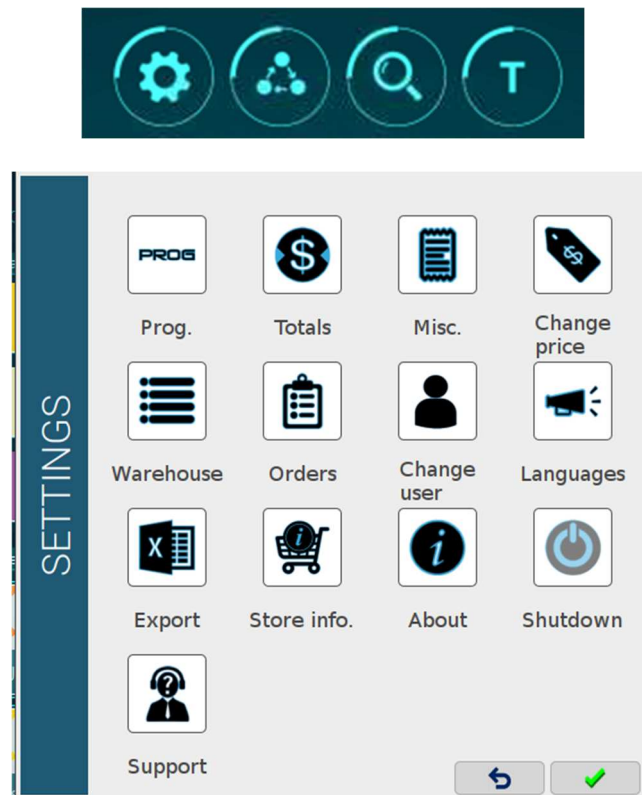 T
SETTINGS
PROG
Prog.
Totals
Misc.
Change
price
Warehouse
Orders
Change
user
Languages
X
Export
Store info.
About
Shutdown
Support